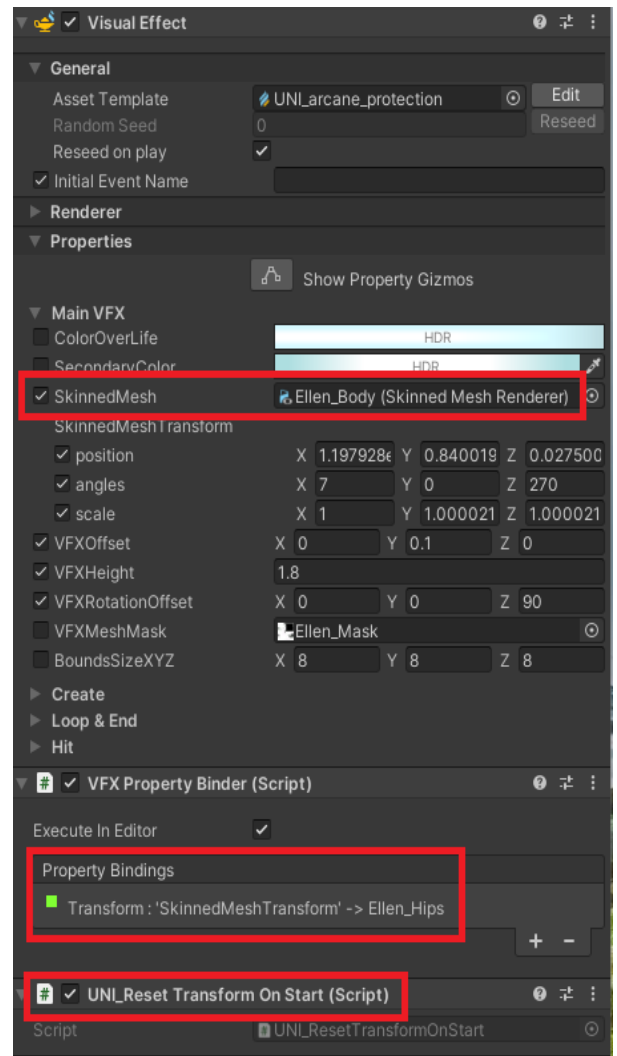 Visual Effect
General
Asset Template UNI_arcane_protection Edit
Random Seed 0 Reseed
Reseed on play
Initial Event Name
Renderer
Properties
Show Property Gizmos
Main VFX
ColorOverLife HDR
SecondaryColor HDR
SkinnedMesh Ellen_Body (Skinned Mesh Renderer)
SkinnedMeshTransform
position X 1.197928e Y 0.840019 Z 0.027500
angles X 7 Y 0 Z 270
scale X 1 Y 1.000021 Z 1.000021
VFXOffset X 0 Y 0.1 Z 0
VFXHeight 1.8
VFXRotationOffset X 0 Y 0 Z 90
VFXMeshMask Ellen_Mask
BoundsSizeXYZ X 8 Y 8 Z 8
Create
Loop & End
Hit
# VFX Property Binder (Script)
Execute In Editor
Property Bindings
Transform : 'SkinnedMeshTransform' -> Ellen_Hips
+ -
# UNI_Reset Transform On Start (Script)
Script UNI_ResetTransformOnStart